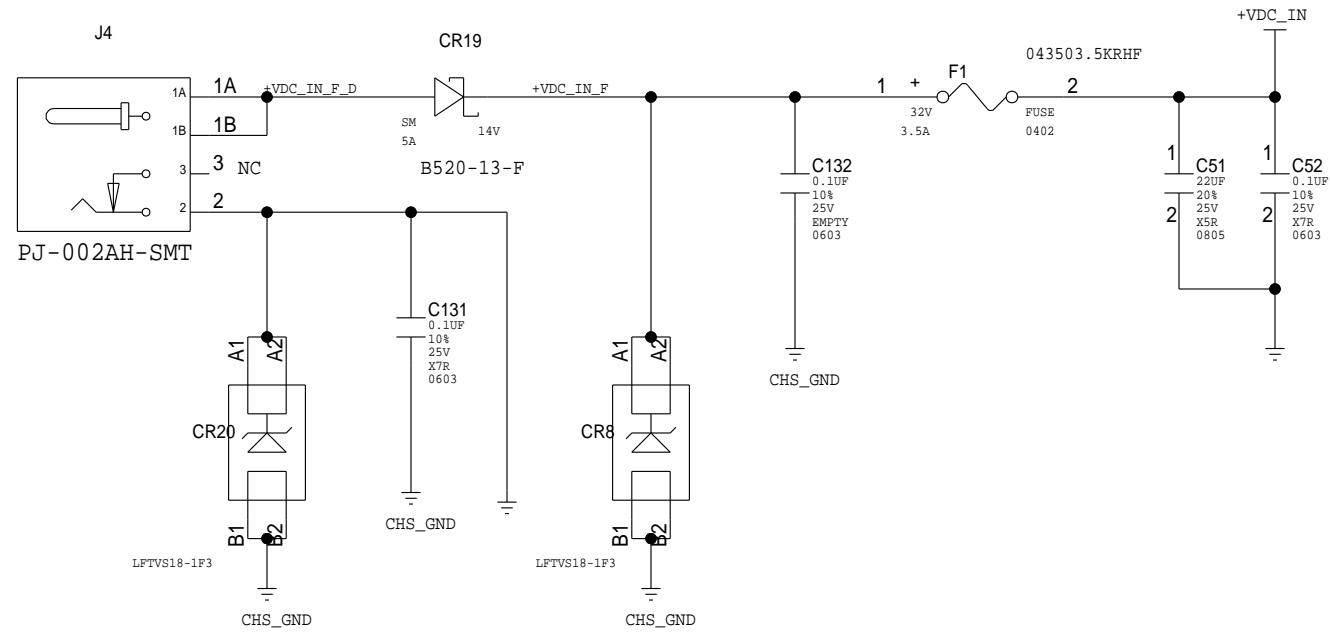 J4
1A
1B
3
2
1A
1B
3 NC
2
PJ-002AH-SMT
+VDC_IN_F_D
CR19
SM
5A
14V
B520-13-F
+VDC_IN_F
1
+
32V
3.5A
F1
043503.5KRHF
2
FUSE
0402
+VDC_IN
C132
0.1UF
10%
25V
EMPTY
0603
CHS_GND
1
C51
22UF
20%
25V
X5R
0805
2
1
C52
0.1UF
10%
25V
X7R
0603
2
C131
0.1UF
10%
25V
X7R
0603
CHS_GND
A1
A2
CR20
B1
B2
LFTVS18-1F3
CHS_GND
A1
A2
CR8
B1
B2
LFTVS18-1F3
CHS_GND